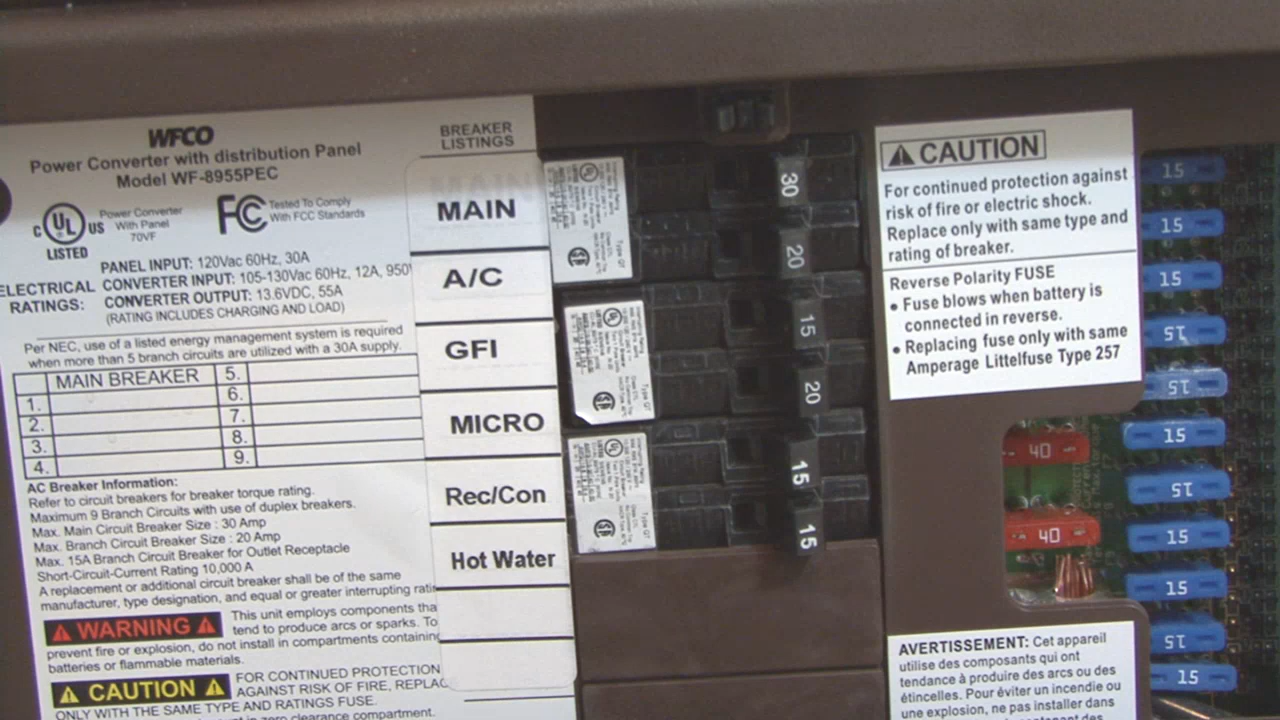 WFCO
Power Converter with distribution Panel
Model WF-8955PEC
C UL US
LISTED
Power Converter
With Panel
70VF
FC
Tested To Comply
With FCC Standards
ELECTRICAL
RATINGS:
PANEL INPUT: 120Vac 60Hz, 30A
CONVERTER INPUT: 105-130Vac 60Hz, 12A, 950
CONVERTER OUTPUT: 13.6VDC, 55A
(RATING INCLUDES CHARGING AND LOAD)
Per NEC, use of a listed energy management system is required
when more than 5 branch circuits are utilized with a 30A supply.
MAIN BREAKER 5.
1. 6.
2. 7.
3. 8.
4. 9.
AC Breaker Information:
Refer to circuit breakers for breaker torque rating.
Maximum 9 Branch Circuits with use of duplex breakers.
Max. Main Circuit Breaker Size : 30 Amp
Max. Branch Circuit Breaker Size : 20 Amp
Max. 15A Branch Circuit Breaker for Outlet Receptacle
Short-Circuit-Current Rating 10,000 A
A replacement or additional circuit breaker shall be of the same
manufacturer, type designation, and equal or greater interrupting
WARNING
This unit employs components
tend to produce arcs or sparks. To
prevent fire or explosion, do not install in compartments containing
batteries or flammable materials.
CAUTION
FOR CONTINUED PROTECTION
AGAINST RISK OF FIRE, REPLAC
ONLY WITH THE SAME TYPE AND RATINGS FUSE.
in zero clearance compartment.
BREAKER
LISTINGS
MAIN
MAIN
A/C
GFI
MICRO
Rec/Con
Hot Water
Type QT
Type QT
Type QT
30
20
15
20
15
15
CAUTION
For continued protection against
risk of fire or electric shock.
Replace only with same type and
rating of breaker.
Reverse Polarity FUSE
• Fuse blows when battery is
connected in reverse.
• Replacing fuse only with same
Amperage Littelfuse Type 257
40
40
15
15
15
15
15
15
15
15
15
15
15
AVERTISSEMENT: Cet appareil
utilise des composants qui ont
tendance à produire des arcs ou des
étincelles. Pour éviter un incendie ou
une explosion, ne pas installer dans